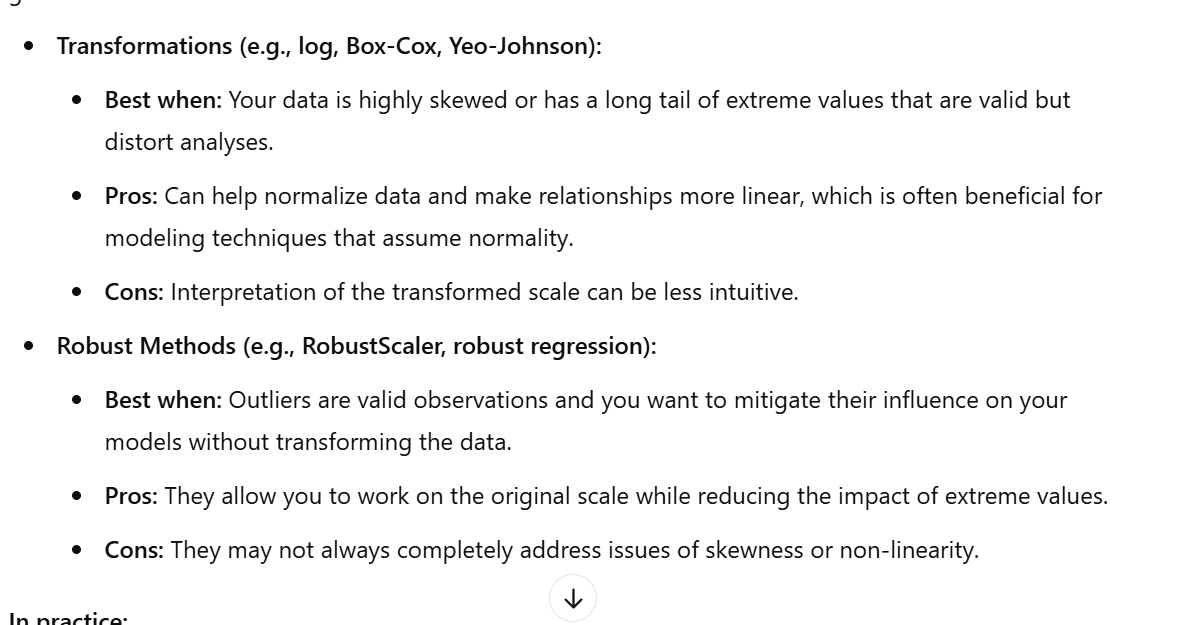 Transformations (e.g., log, Box-Cox, Yeo-Johnson):
Best when: Your data is highly skewed or has a long tail of extreme values that are valid but
distort analyses.
Pros: Can help normalize data and make relationships more linear, which is often beneficial for
modeling techniques that assume normality.
Cons: Interpretation of the transformed scale can be less intuitive.
Robust Methods (e.g., RobustScaler, robust regression):
Best when: Outliers are valid observations and you want to mitigate their influence on your
models without transforming the data.
Pros: They allow you to work on the original scale while reducing the impact of extreme values.
Cons: They may not always completely address issues of skewness or non-linearity.
In practice: